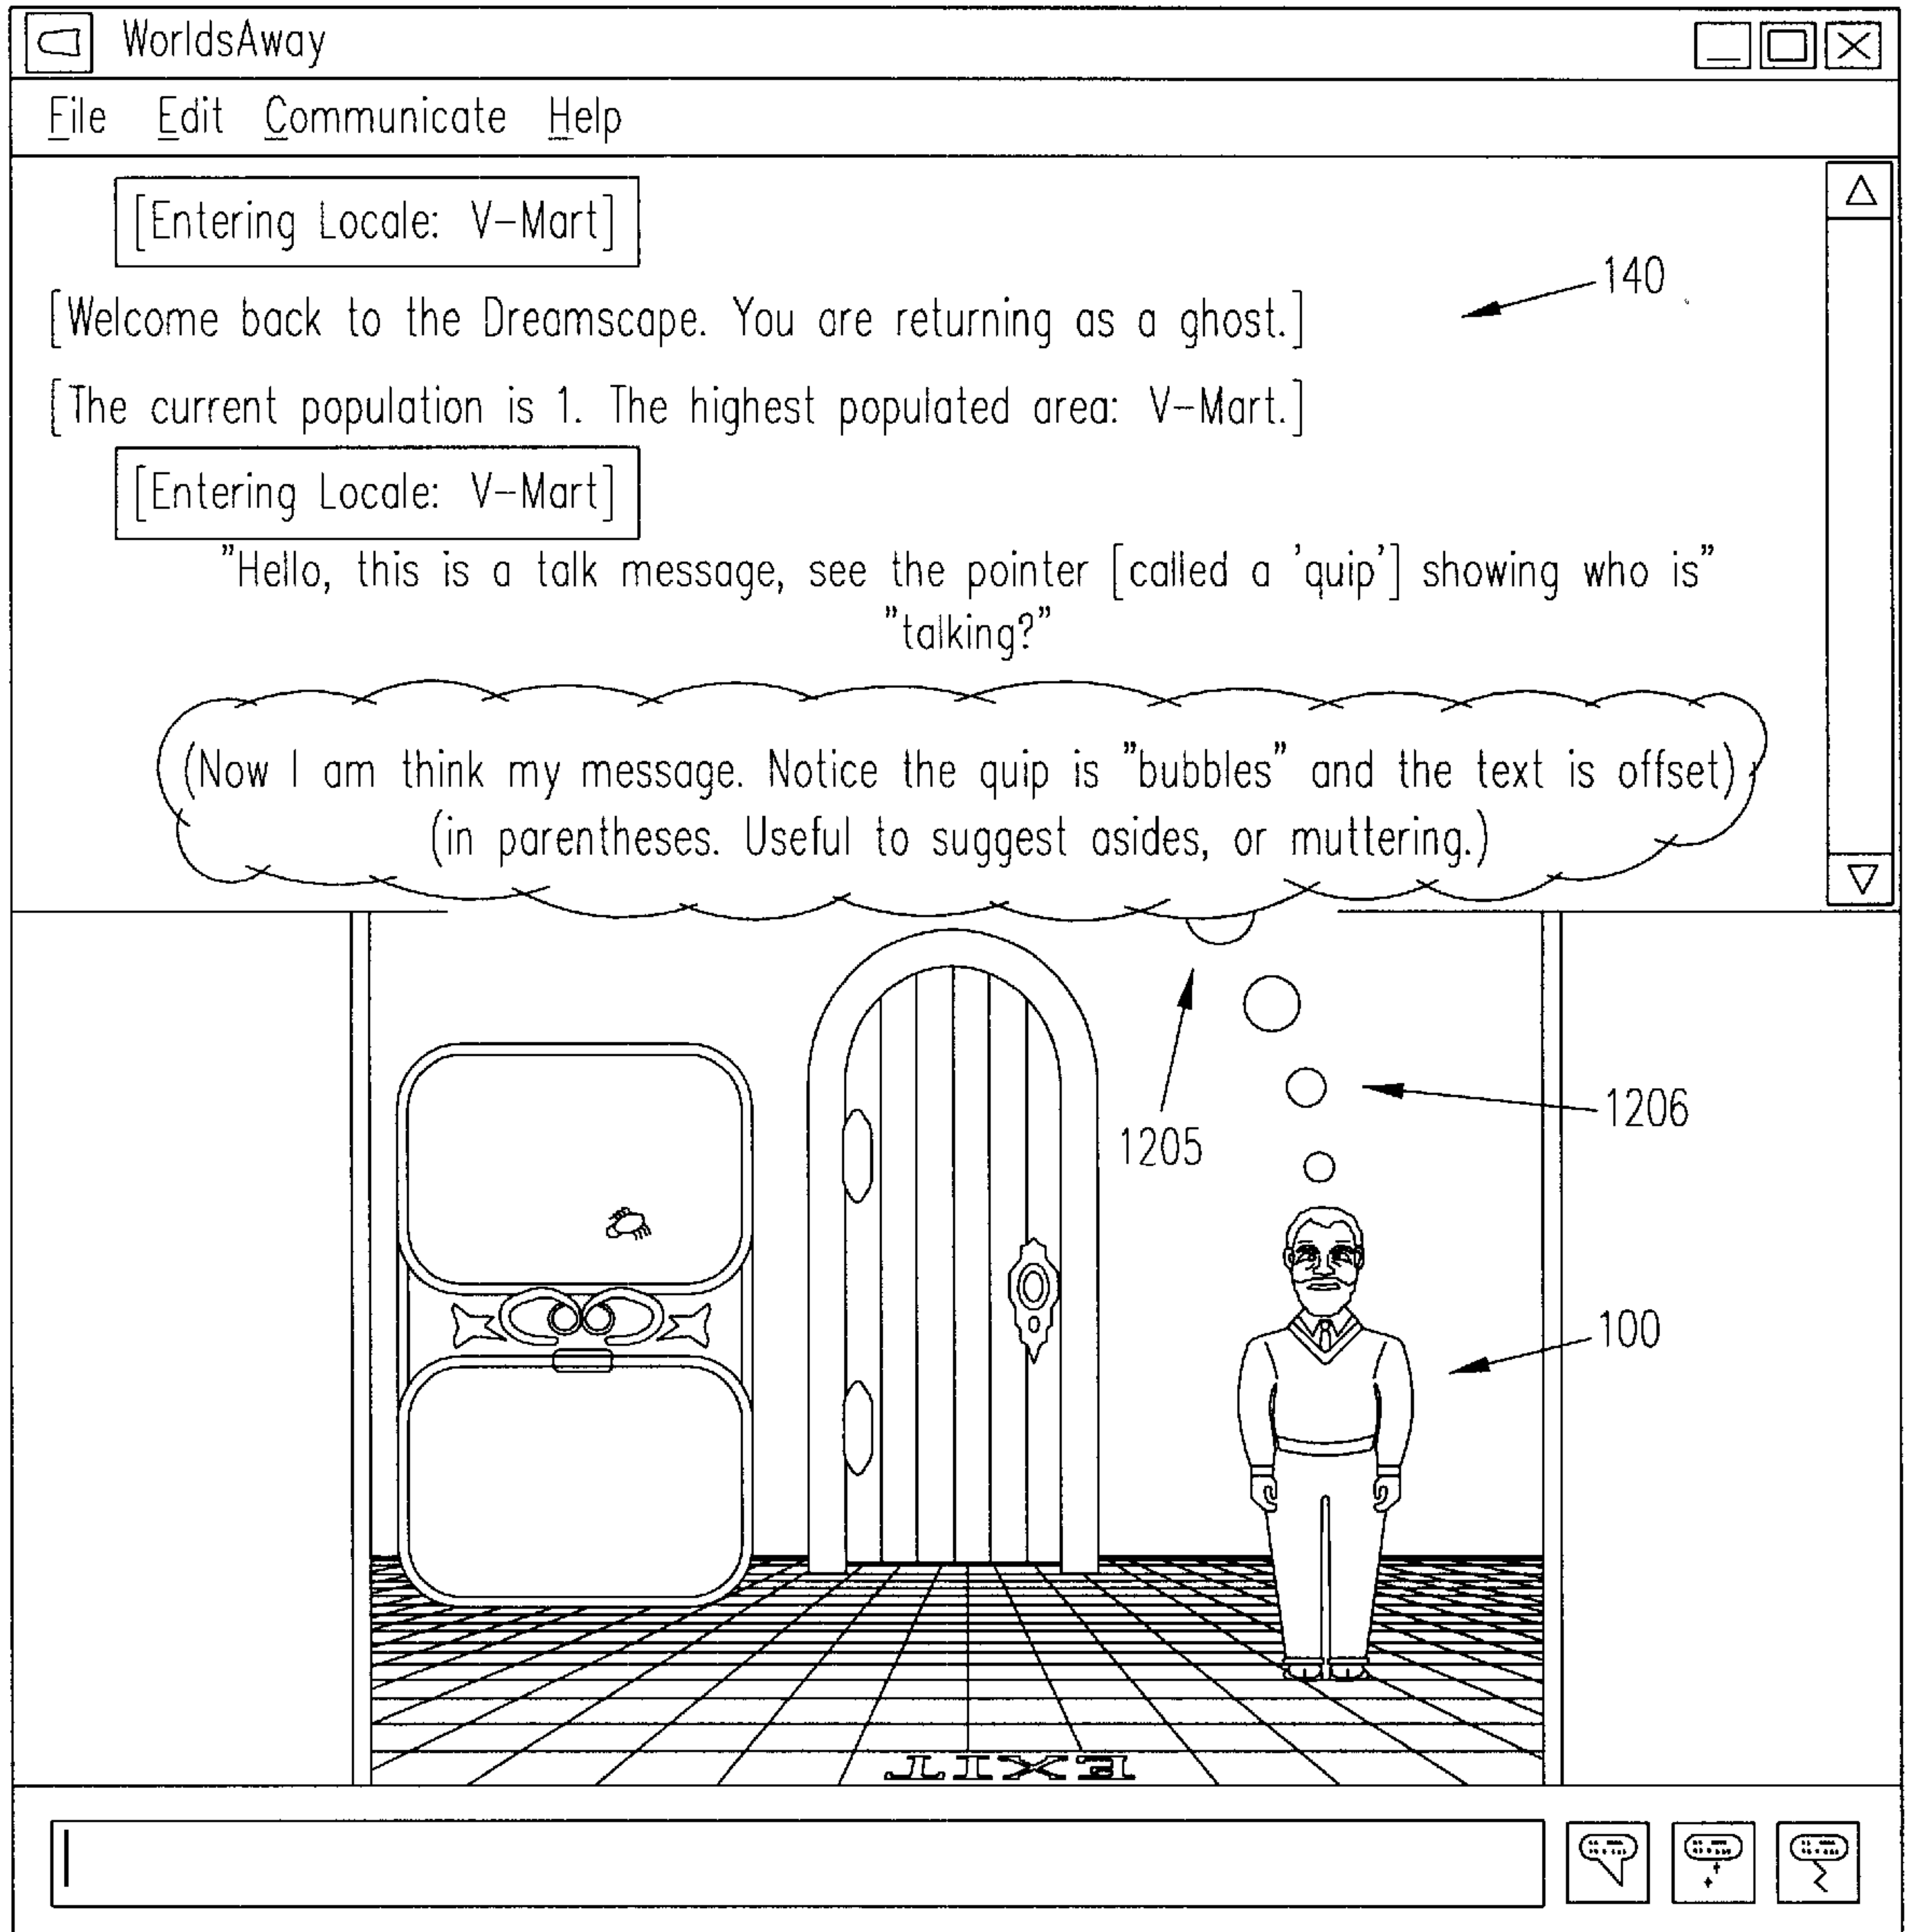 WorldsAway
File Edit Communicate Help
[Entering Locale: V-Mart]
140
[Welcome back to the Dreamscape. You are returning as a ghost.]
[The current population is 1. The highest populated area: V-Mart.]
[Entering Locale: V-Mart]
"Hello, this is a talk message, see the pointer [called a 'quip'] showing who is"
"talking?"
(Now I am think my message. Notice the quip is "bubbles" and the text is offset)
(in parentheses. Useful to suggest asides, or muttering.)
1205
1206
100
EXIT